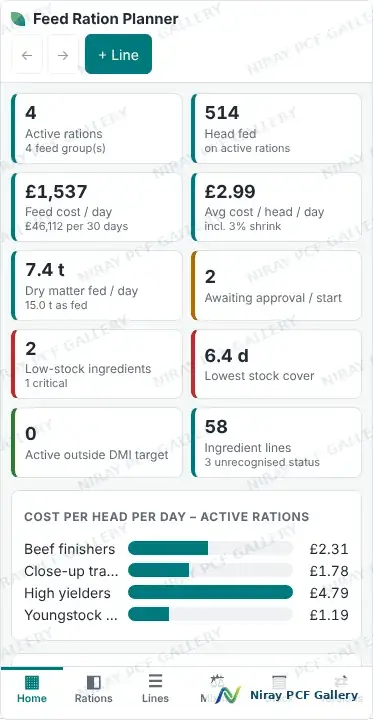 Feed Ration Planner
← → + Line
4
Active rations
4 feed group(s)
514
Head fed
on active rations
£1,537
Feed cost / day
£46,112 per 30 days
£2.99
Avg cost / head / day
incl. 3% shrink
7.4 t
Dry matter fed / day
15.0 t as fed
2
Awaiting approval / start
2
Low-stock ingredients
1 critical
6.4 d
Lowest stock cover
0
Active outside DMI target
58
Ingredient lines
3 unrecognised status
COST PER HEAD PER DAY – ACTIVE RATIONS
Beef finishers £2.31
Close-up tra... £1.78
High yielders £4.79
Youngstock ... £1.19
Home Rations Lines
Niray PCF Gallery
NIRAY PCF GALLERY